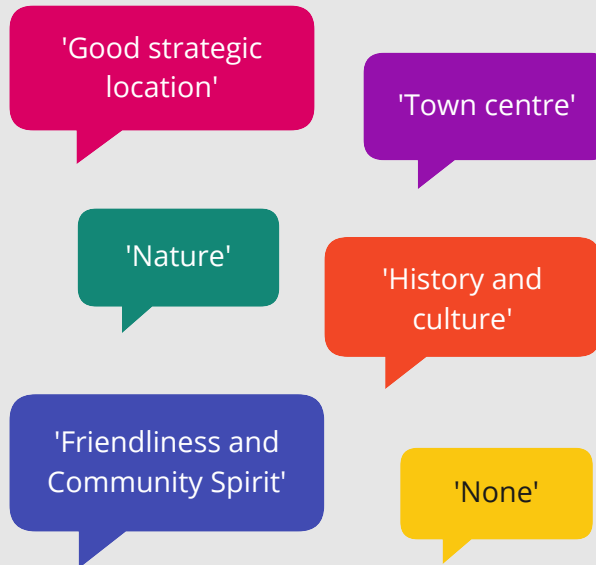 'Good strategic
location'
'Town centre'
'Nature'
'History and
culture'
'Friendliness and
Community Spirit'
'None'